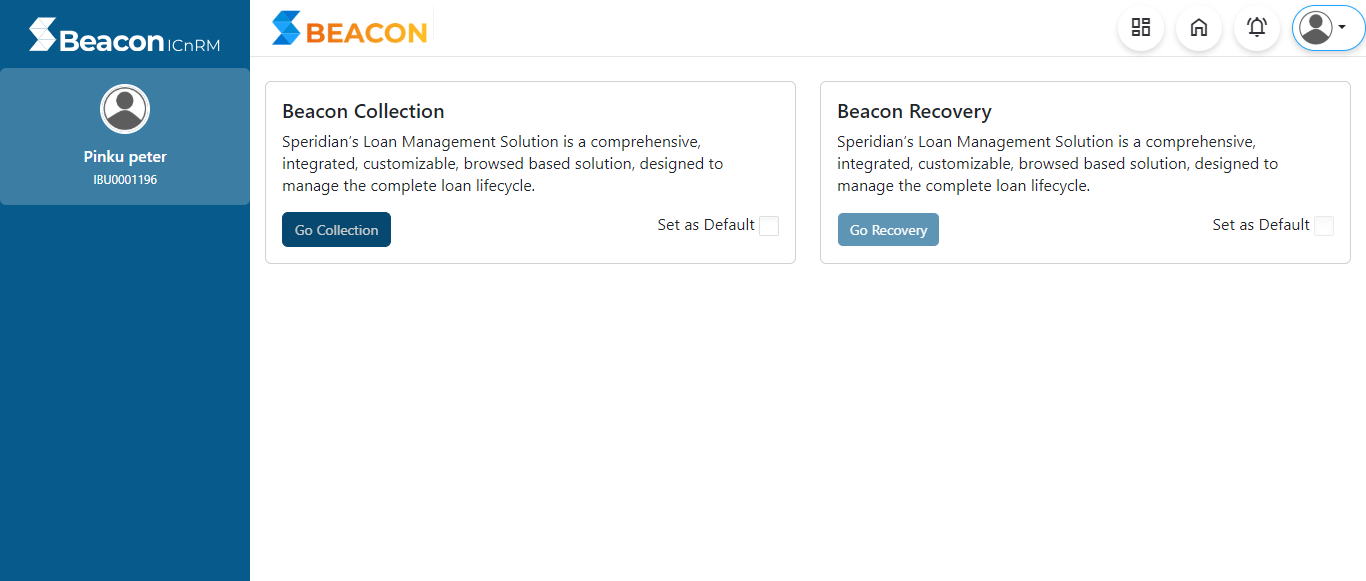 Beacon ICnRM
BEACON
Pinku peter
IBU0001196
Beacon Collection
Speridian’s Loan Management Solution is a comprehensive,
integrated, customizable, browsed based solution, designed to
manage the complete loan lifecycle.
Go Collection
Set as Default
Beacon Recovery
Speridian’s Loan Management Solution is a comprehensive,
integrated, customizable, browsed based solution, designed to
manage the complete loan lifecycle.
Go Recovery
Set as Default